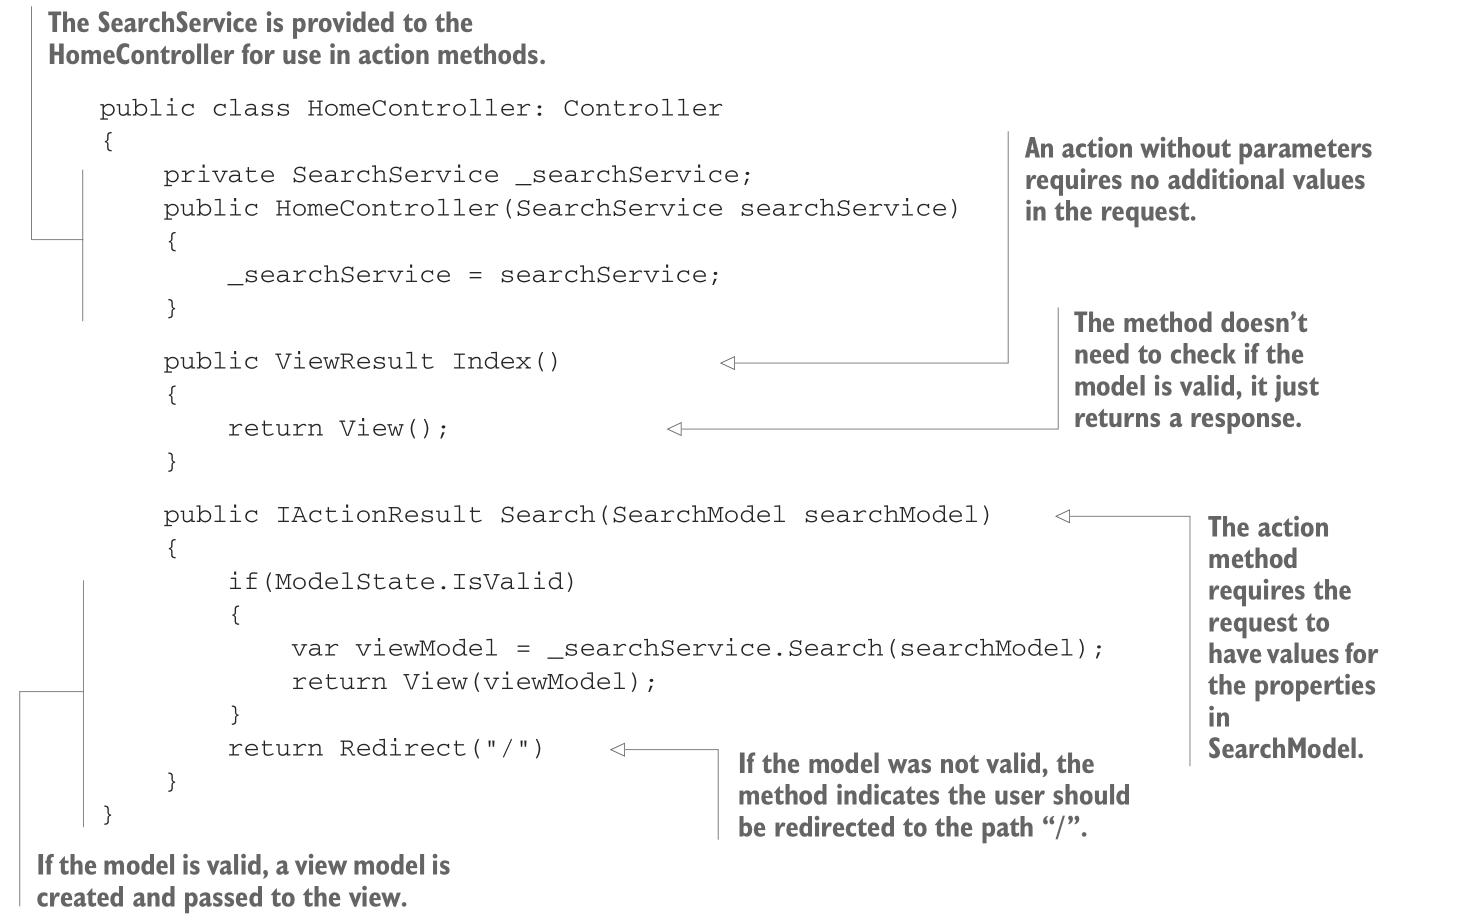 The SearchService is provided to the
HomeController for use in action methods.
public class HomeController: Controller
{
    private SearchService _searchService;
    public HomeController(SearchService searchService)
    {
        _searchService = searchService;
    }
An action without parameters
requires no additional values
in the request.
    public ViewResult Index()
    {
        return View();
    }
The method doesn’t
need to check if the
model is valid, it just
returns a response.
    public IActionResult Search(SearchModel searchModel)
    {
        if(ModelState.IsValid)
        {
            var viewModel = _searchService.Search(searchModel);
            return View(viewModel);
        }
        return Redirect("/")
    }
}
The action
method
requires the
request to
have values for
the properties
in
SearchModel.
If the model was not valid, the
method indicates the user should
be redirected to the path “/”.
If the model is valid, a view model is
created and passed to the view.